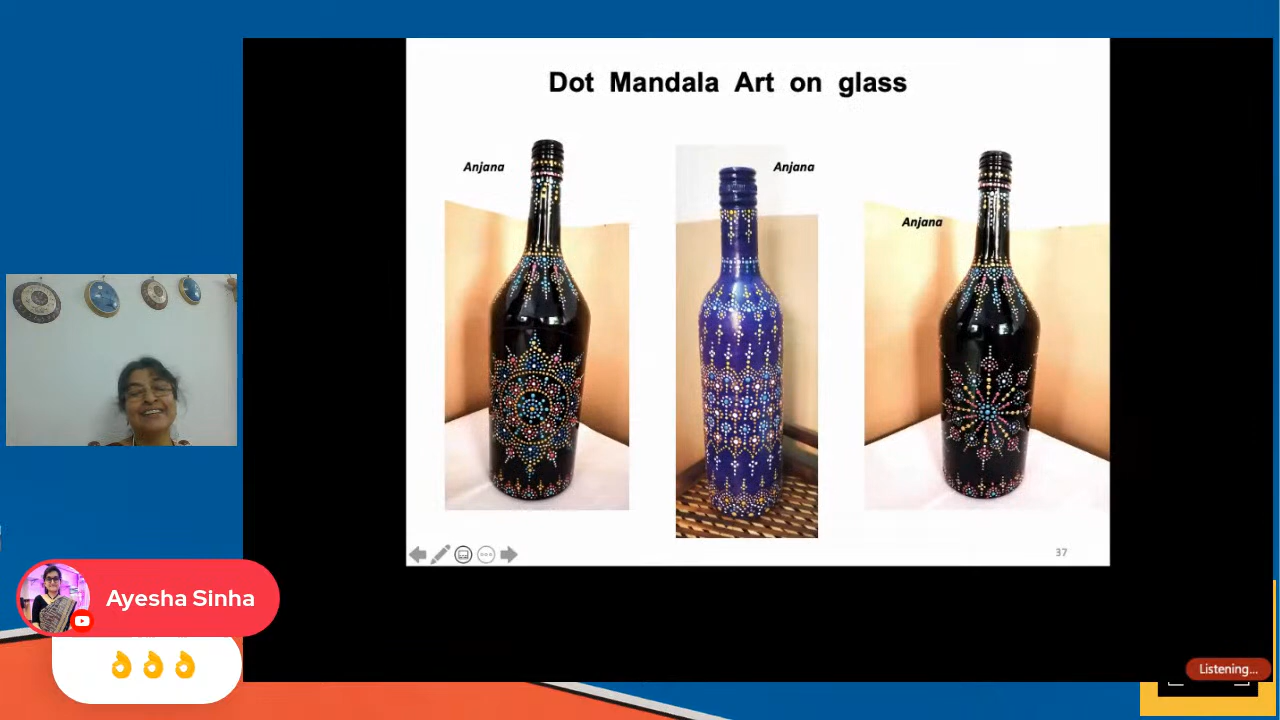 Dot Mandala Art on glass
Anjana
Anjana
Anjana
37
Ayesha Sinha
Listening...